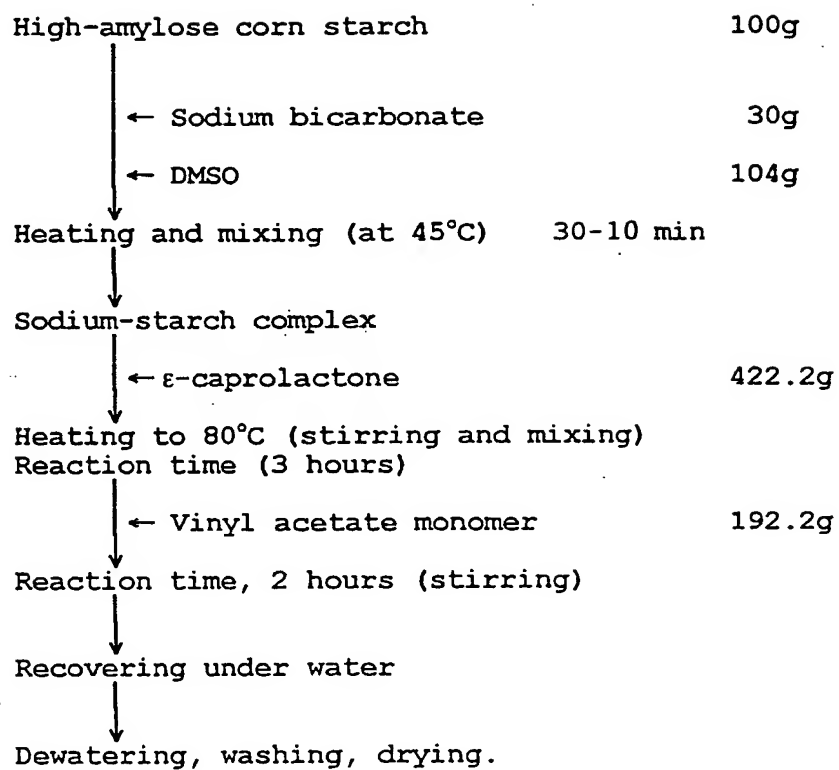 High-amylose corn starch 100g
← Sodium bicarbonate 30g
← DMSO 104g
Heating and mixing (at 45°C) 30-10 min
Sodium-starch complex
← ε-caprolactone 422.2g
Heating to 80°C (stirring and mixing)
Reaction time (3 hours)
← Vinyl acetate monomer 192.2g
Reaction time, 2 hours (stirring)
Recovering under water
Dewatering, washing, drying.